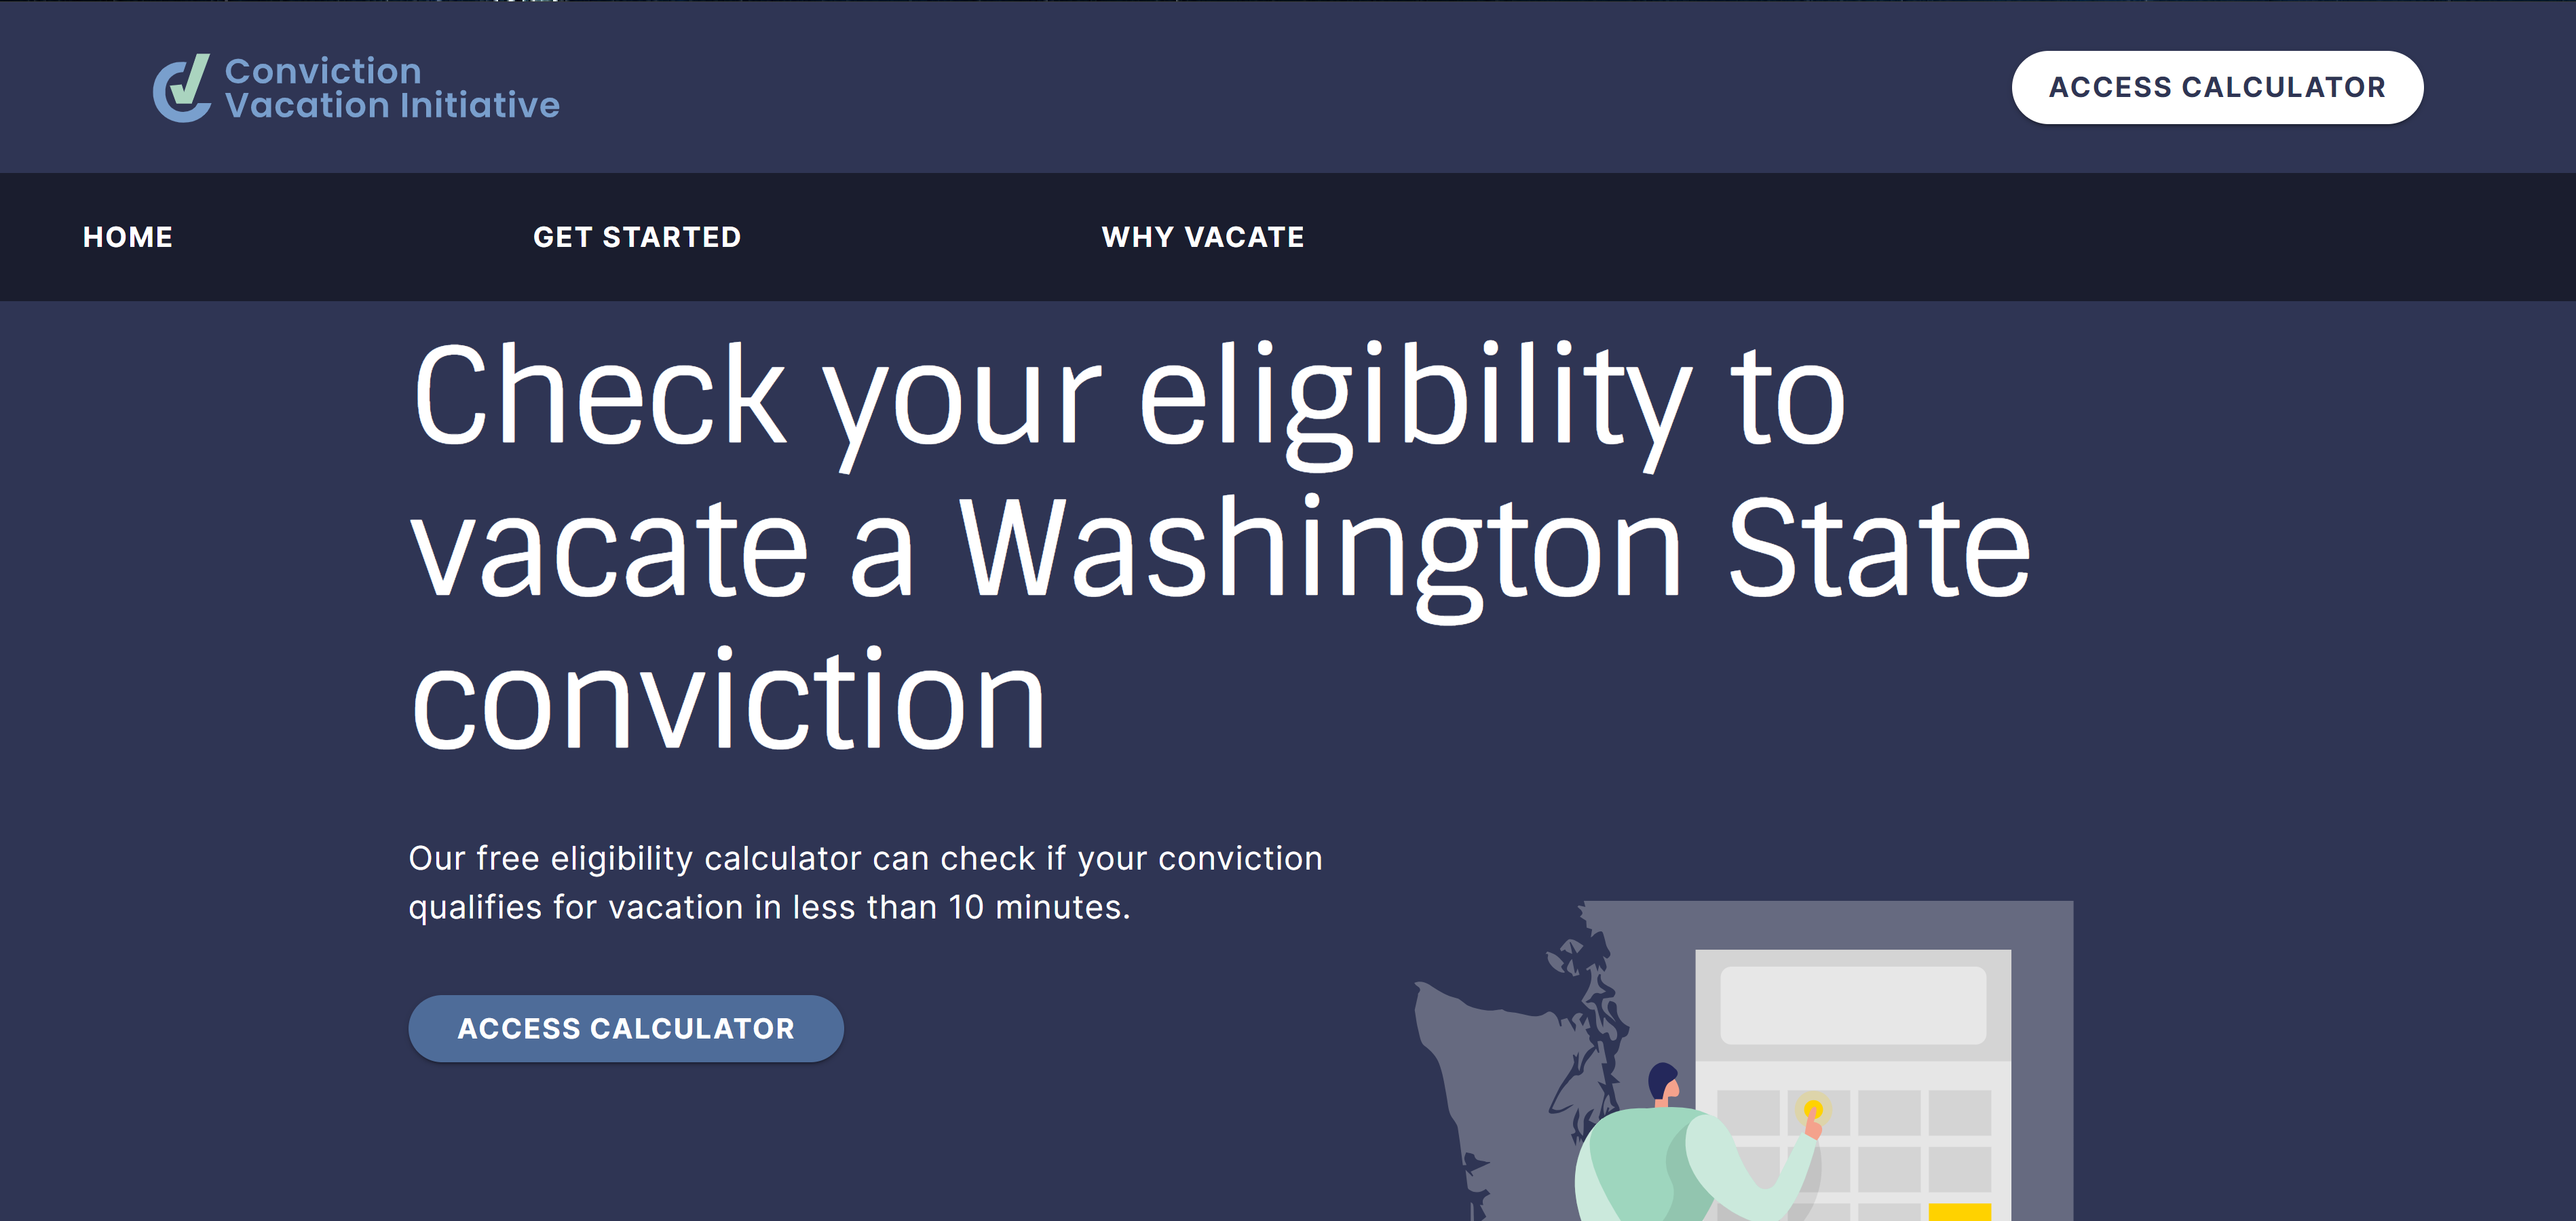 Conviction
Vacation Initiative
ACCESS CALCULATOR
HOME
GET STARTED
WHY VACATE
Check your eligibility to
vacate a Washington State
conviction
Our free eligibility calculator can check if your conviction
qualifies for vacation in less than 10 minutes.
ACCESS CALCULATOR